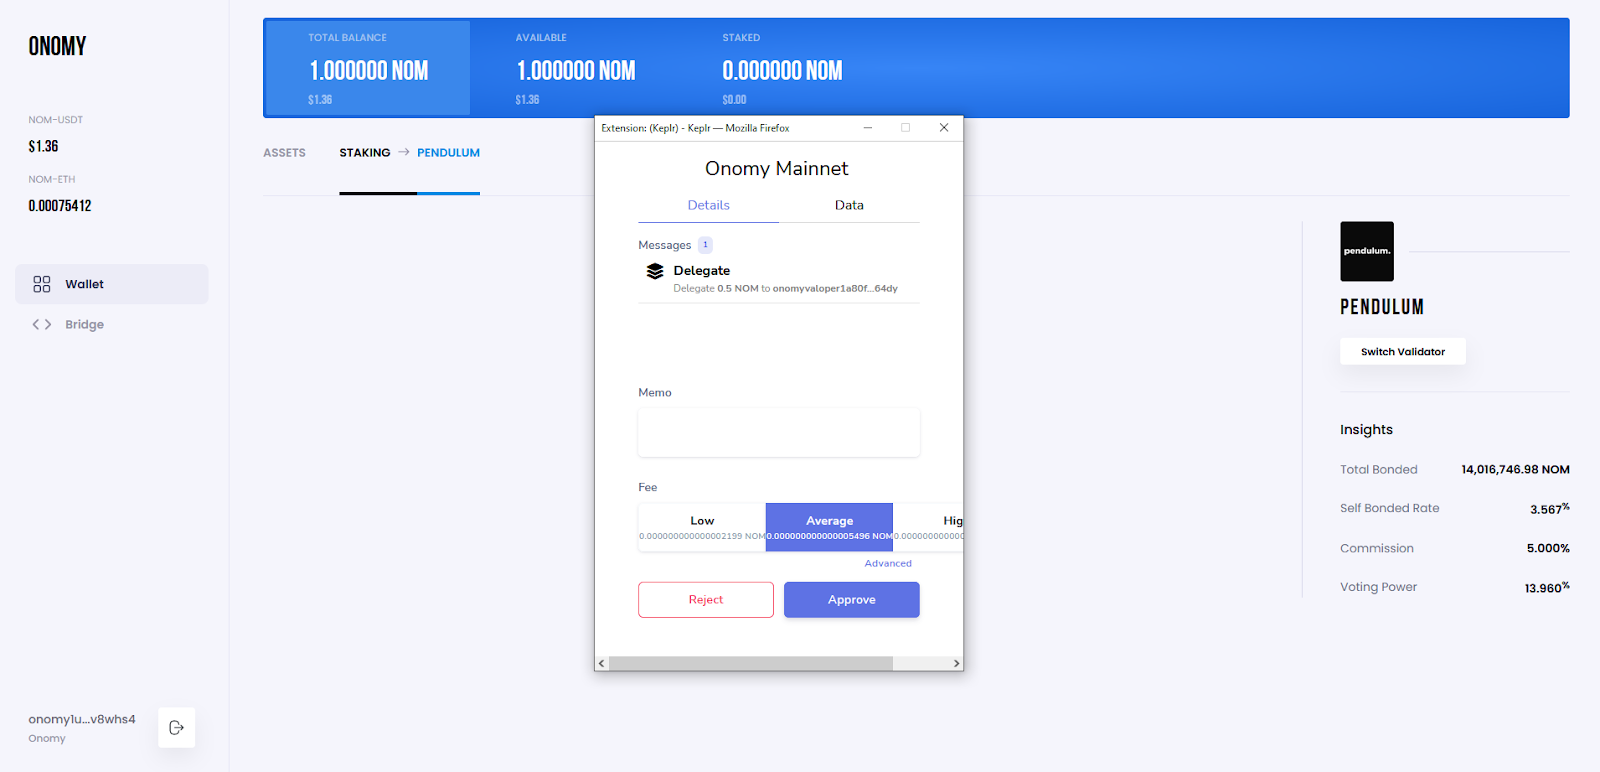 ONOMY
NOM-USDT
$1.36
NOM-ETH
0.00075412
Wallet
Bridge
onomy1u...v8whs4
Onomy
TOTAL BALANCE
1.000000 NOM
$1.36
AVAILABLE
1.000000 NOM
$1.36
STAKED
0.000000 NOM
$0.00
ASSETS
STAKING
PENDULUM
Extension: (Keplr) - Keplr — Mozilla Firefox
Onomy Mainnet
Details
Data
Messages 1
Delegate
Delegate 0.5 NOM to onomyvaloper1a80f...64dy
Memo
Fee
Low
0.000000000000002199 NOM
Average
0.000000000000005496 NOM
Hig
0.00000000000
Advanced
Reject
Approve
pendulum.
PENDULUM
Switch Validator
Insights
Total Bonded 14,016,746.98 NOM
Self Bonded Rate 3.567%
Commission 5.000%
Voting Power 13.960%